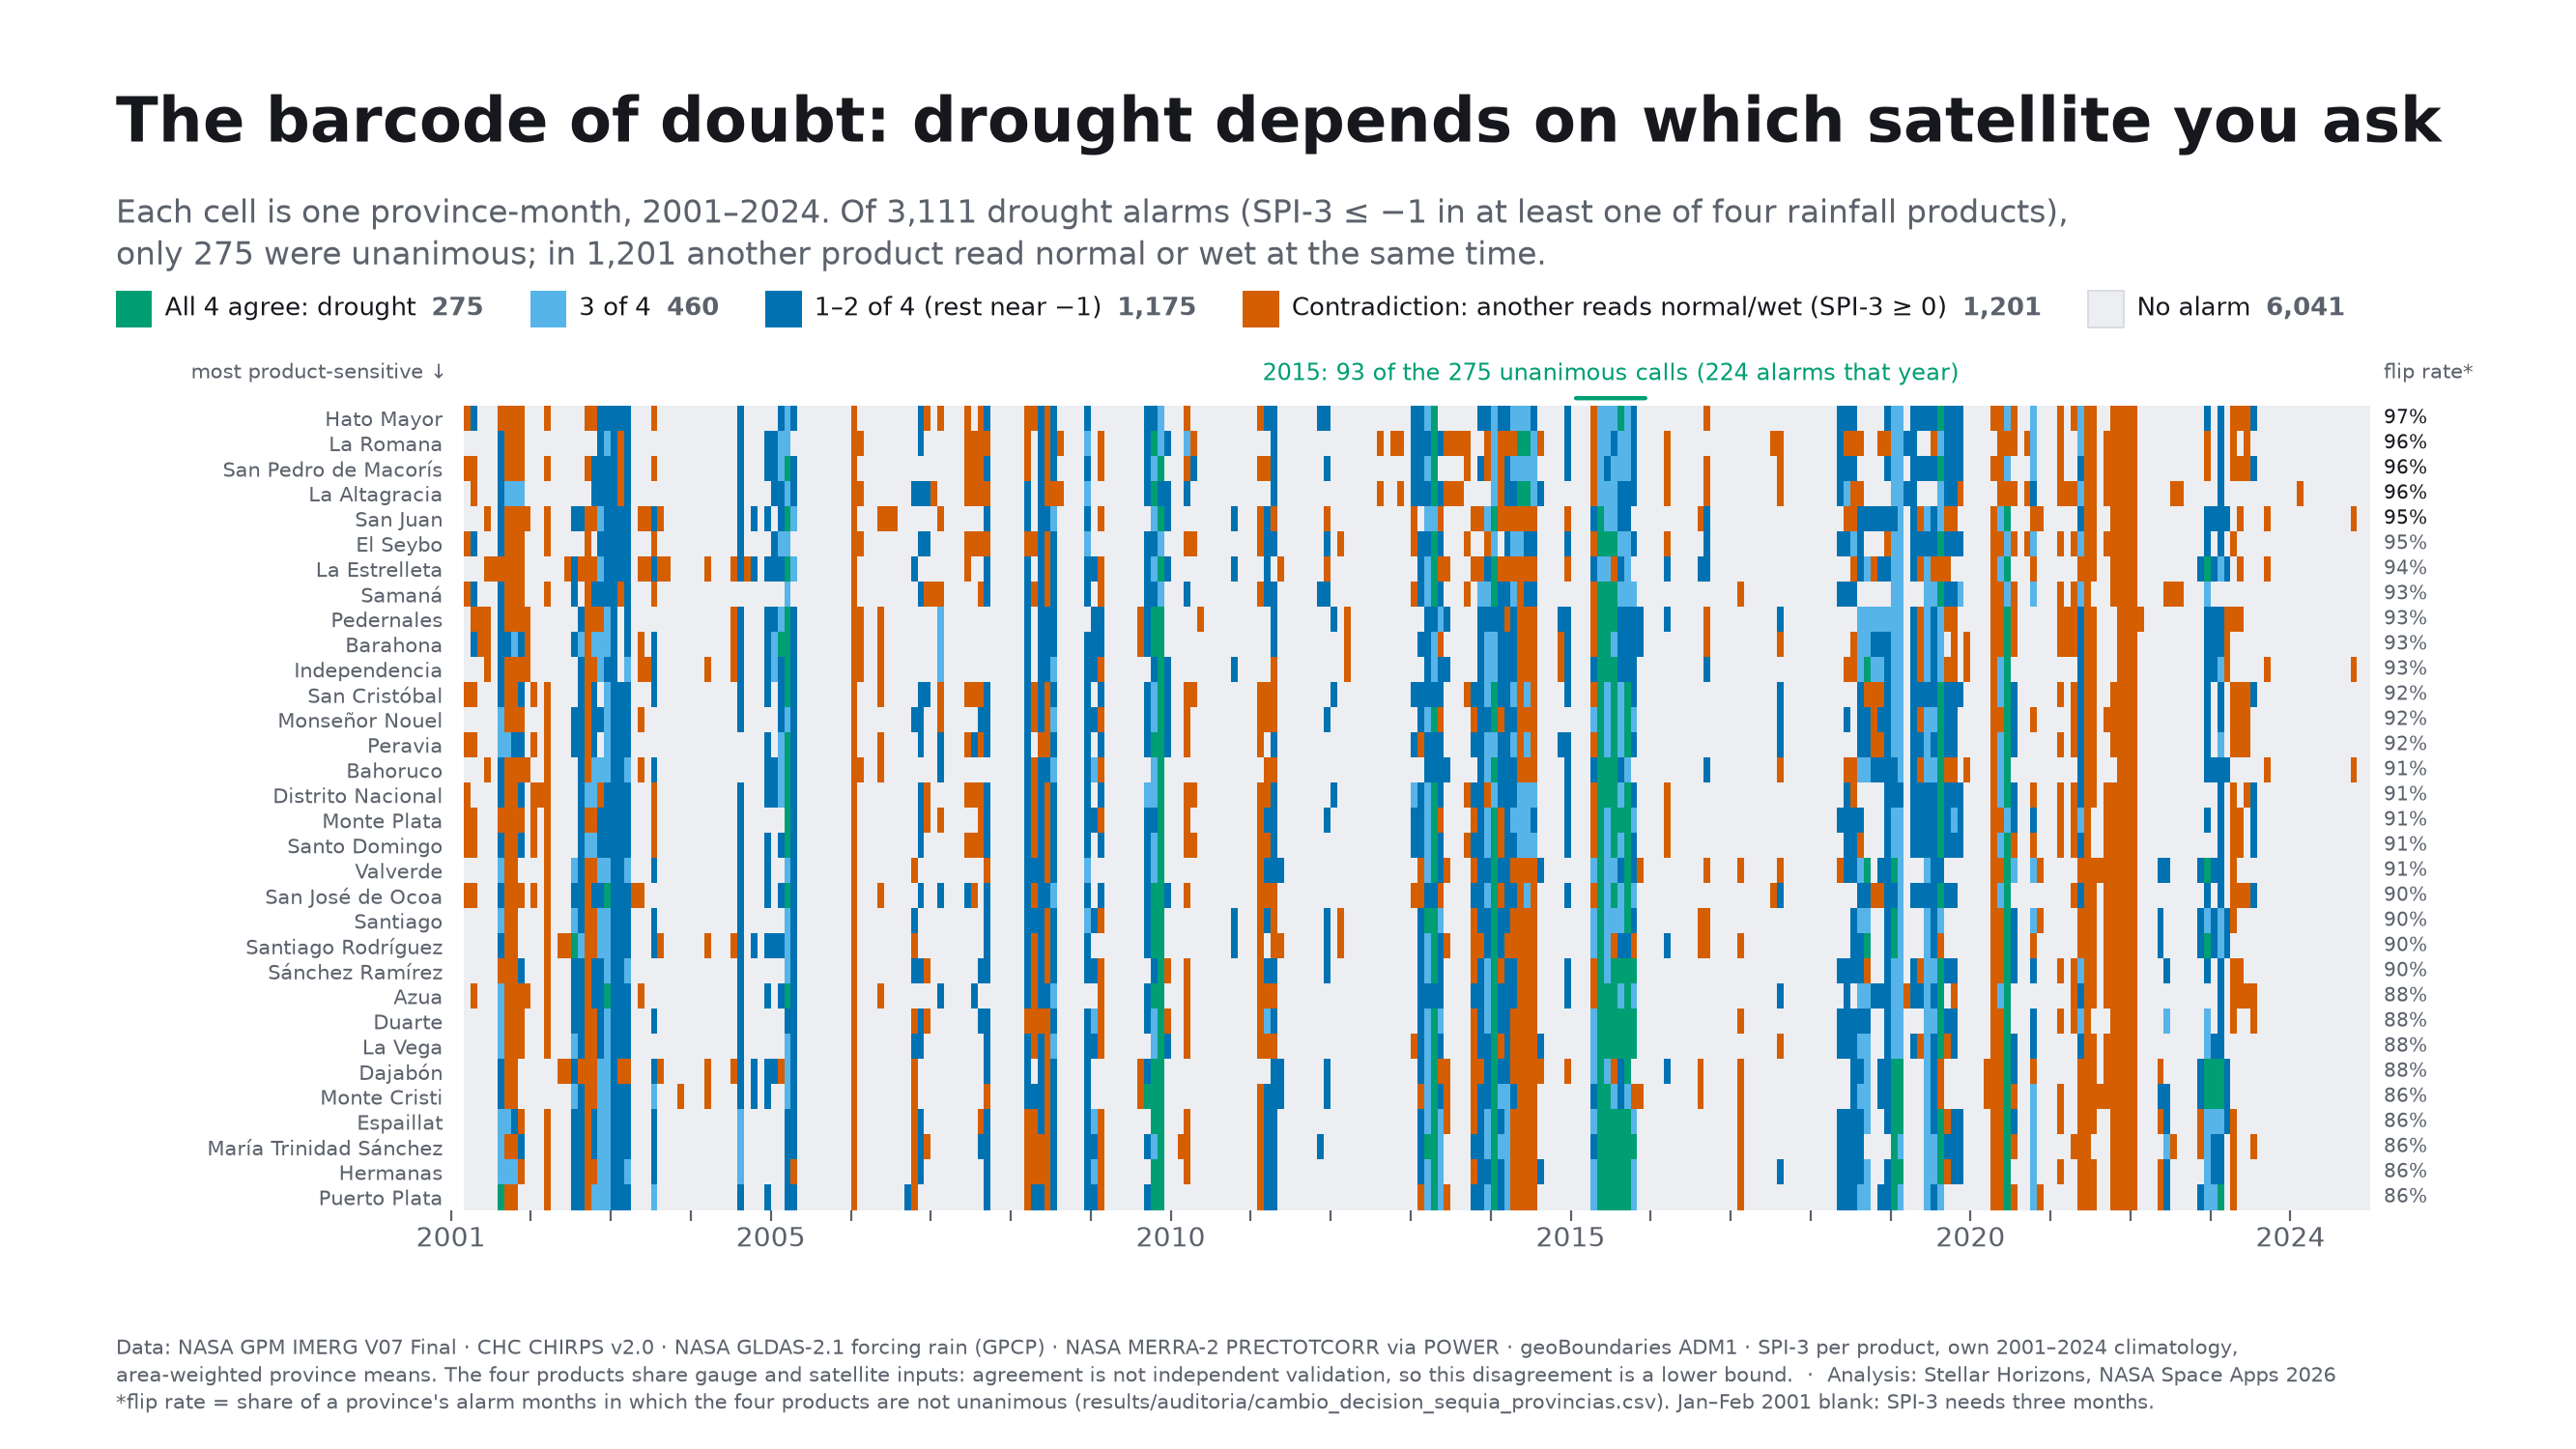 The barcode of doubt: drought depends on which satellite you ask
Each cell is one province-month, 2001–2024. Of 3,111 drought alarms (SPI-3 ≤ −1 in at least one of four rainfall products),
only 275 were unanimous; in 1,201 another product read normal or wet at the same time.
All 4 agree: drought 275 3 of 4 460 1–2 of 4 (rest near −1) 1,175 Contradiction: another reads normal/wet (SPI-3 ≥ 0) 1,201 No alarm 6,041
most product-sensitive ↓ 2015: 93 of the 275 unanimous calls (224 alarms that year) flip rate*
Hato Mayor 97%
La Romana 96%
San Pedro de Macorís 96%
La Altagracia 96%
San Juan 95%
El Seybo 95%
La Estrelleta 94%
Samaná 93%
Pedernales 93%
Barahona 93%
Independencia 93%
San Cristóbal 92%
Monseñor Nouel 92%
Peravia 92%
Bahoruco 91%
Distrito Nacional 91%
Monte Plata 91%
Santo Domingo 91%
Valverde 91%
San José de Ocoa 90%
Santiago 90%
Santiago Rodríguez 90%
Sánchez Ramírez 90%
Azua 88%
Duarte 88%
La Vega 88%
Dajabón 88%
Monte Cristi 86%
Espaillat 86%
María Trinidad Sánchez 86%
Hermanas 86%
Puerto Plata 86%
2001 2005 2010 2015 2020 2024
Data: NASA GPM IMERG V07 Final · CHC CHIRPS v2.0 · NASA GLDAS-2.1 forcing rain (GPCP) · NASA MERRA-2 PRECTOTCORR via POWER · geoBoundaries ADM1 · SPI-3 per product, own 2001–2024 climatology,
area-weighted province means. The four products share gauge and satellite inputs: agreement is not independent validation, so this disagreement is a lower bound. · Analysis: Stellar Horizons, NASA Space Apps 2026
*flip rate = share of a province's alarm months in which the four products are not unanimous (results/auditoria/cambio_decision_sequia_provincias.csv). Jan–Feb 2001 blank: SPI-3 needs three months.